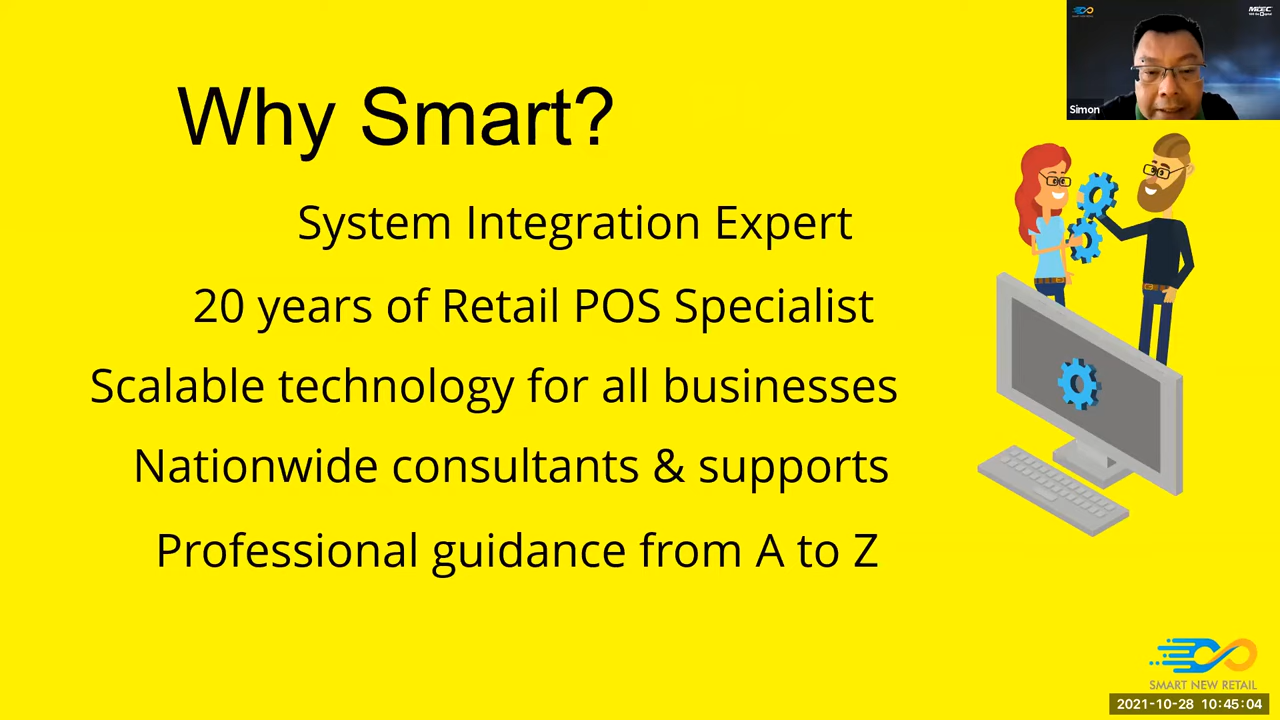 Why Smart?
System Integration Expert
20 years of Retail POS Specialist
Scalable technology for all businesses
Nationwide consultants & supports
Professional guidance from A to Z
Simon
SMART NEW RETAIL
2021-10-28 10:45:04